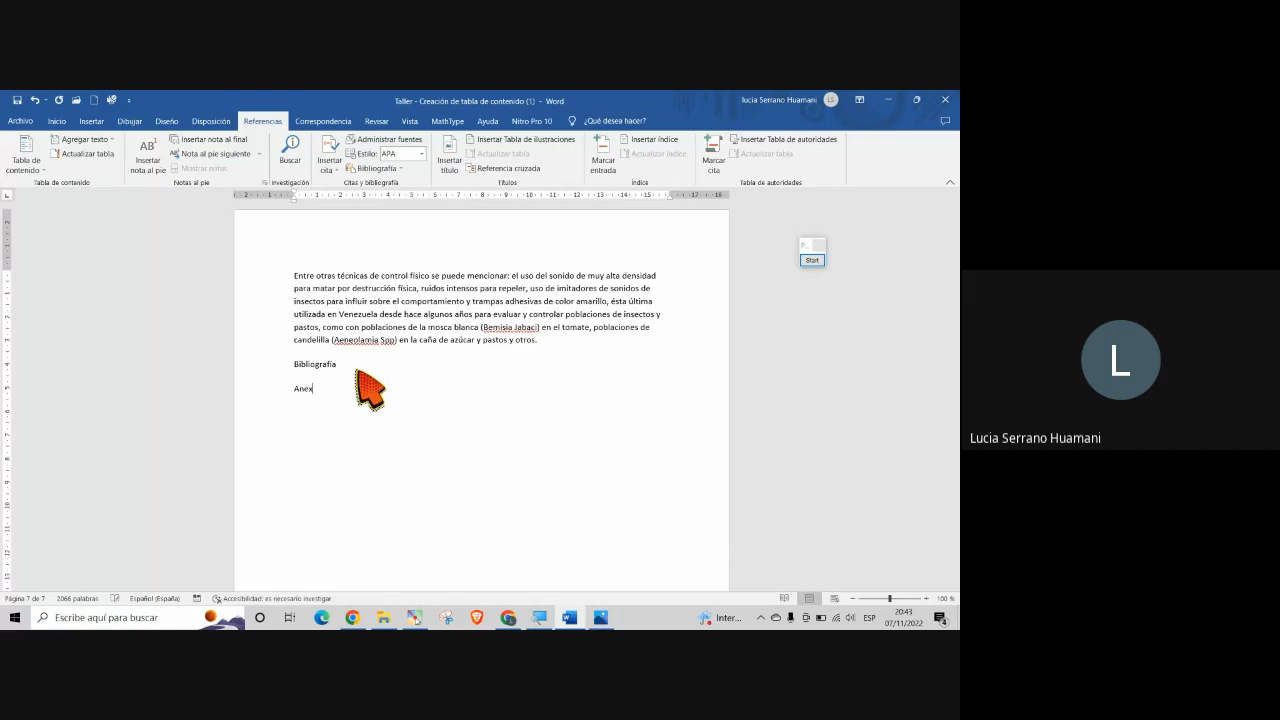 Taller - Creación de tabla de contenido (1) - Word
lucia Serrano Huamani
LS
Archivo Inicio Insertar Dibujar Diseño Disposición Referencias Correspondencia Revisar Vista MathType Ayuda Nitro Pro 10 ¿Qué desea hacer?
Tabla de contenido
Agregar texto
Actualizar tabla
Tabla de contenido
AB
Insertar nota al pie
Insertar nota al final
Nota al pie siguiente
Mostrar notas
Notas al pie
Buscar
Investigación
Insertar cita
Administrar fuentes
Estilo: APA
Bibliografía
Citas y bibliografía
Insertar título
Insertar Tabla de ilustraciones
Actualizar tabla
Referencia cruzada
Títulos
Marcar entrada
Insertar índice
Actualizar índice
Índice
Marcar cita
Insertar Tabla de autoridades
Actualizar tabla
Tabla de autoridades
Entre otras técnicas de control físico se puede mencionar: el uso del sonido de muy alta densidad
para matar por destrucción física, ruidos intensos para repeler, uso de imitadores de sonidos de
insectos para influir sobre el comportamiento y trampas adhesivas de color amarillo, ésta última
utilizada en Venezuela desde hace algunos años para evaluar y controlar poblaciones de insectos y
pastos, como con poblaciones de la mosca blanca (Bemisia Jabaci) en el tomate, poblaciones de
candelilla (Aeneolamia Spp) en la caña de azúcar y pastos y otros.
Bibliografía
Anex
Start
L
Lucia Serrano Huamani
Página 7 de 7 2066 palabras Español (España) Accesibilidad: es necesario investigar 100 %
Escribe aquí para buscar
Inter...
ESP
20:43
07/11/2022
4